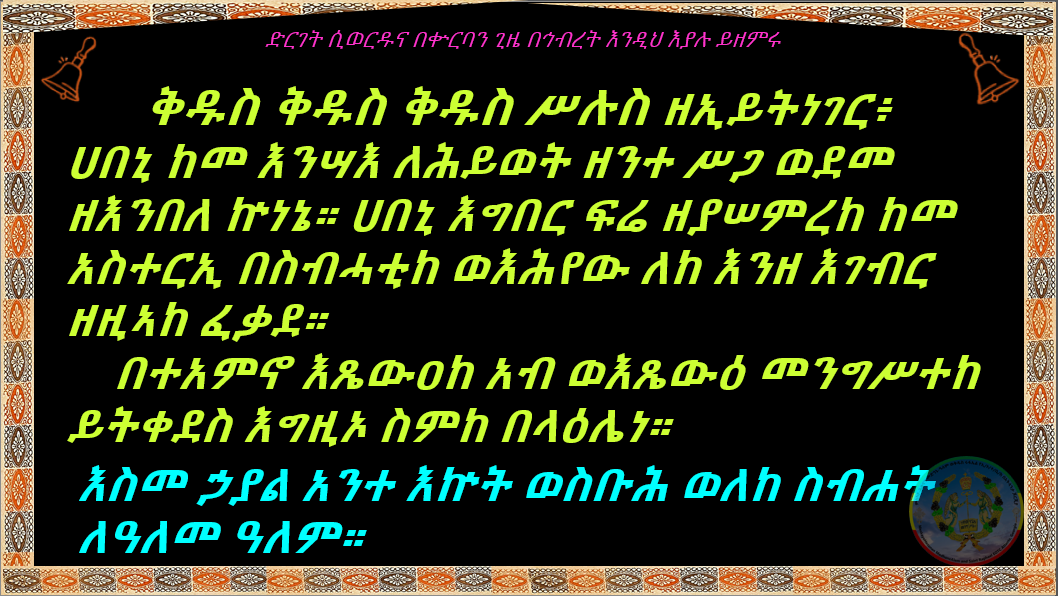 ድርገት ሲወርዱና በቍርባን ጊዜ በኅብረት እንዲህ እያሉ ይዘምሩ
ቅዱስ ቅዱስ ቅዱስ ሥሉስ ዘኢይትነገር፥
ሀበኒ ከመ እንሣእ ለሕይወት ዘንተ ሥጋ ወደመ
ዘእንበለ ኵነኔ። ሀበኒ እግበር ፍሬ ዘያሠምረከ ከመ
አስተርኢ በስብሓቲከ ወእሕየው ለከ እንዘ እገብር
ዘዚኣከ ፈቃደ።
በተአምኖ እጼውዐከ አብ ወእጼውዕ መንግሥተከ
ይትቀደስ እግዚኦ ስምከ በላዕሌነ።
እስመ ኃያል አንተ እኵት ወስቡሕ ወለከ ስብሐት
ለዓለመ ዓለም።